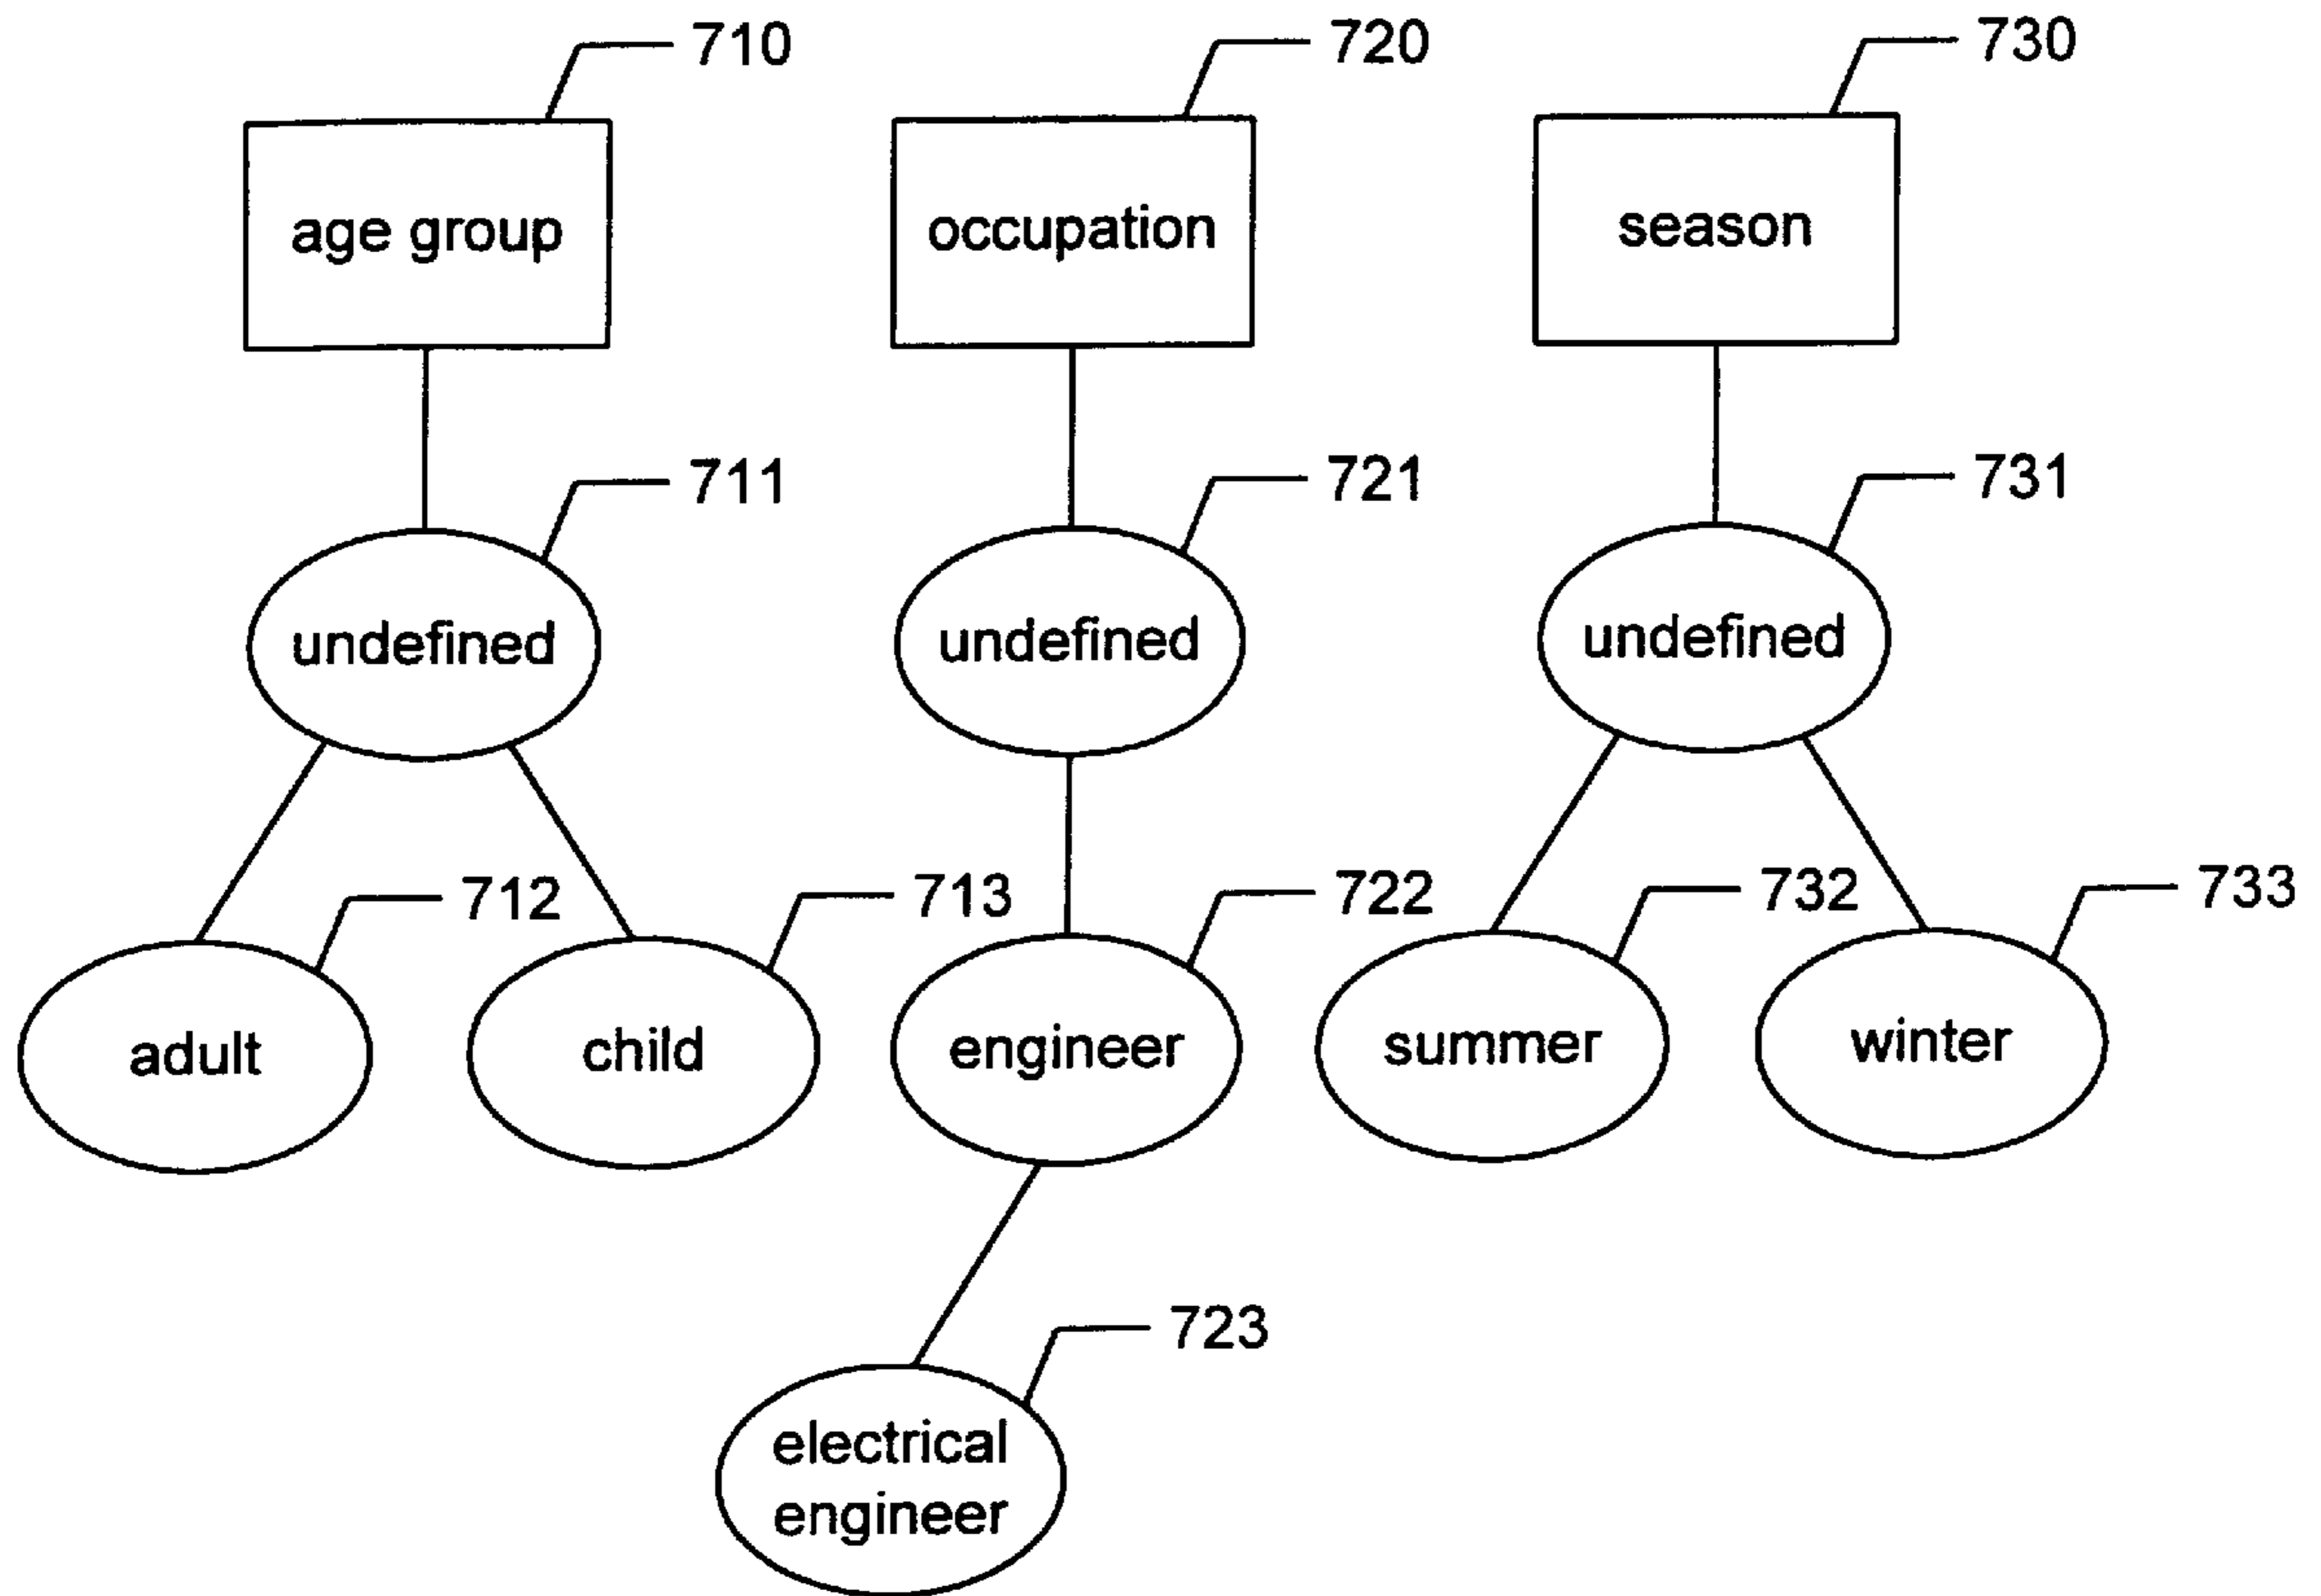 710
720
730
age group
occupation
season
711
721
731
undefined
undefined
undefined
712
713
722
732
733
adult
child
engineer
summer
winter
723
electrical
engineer